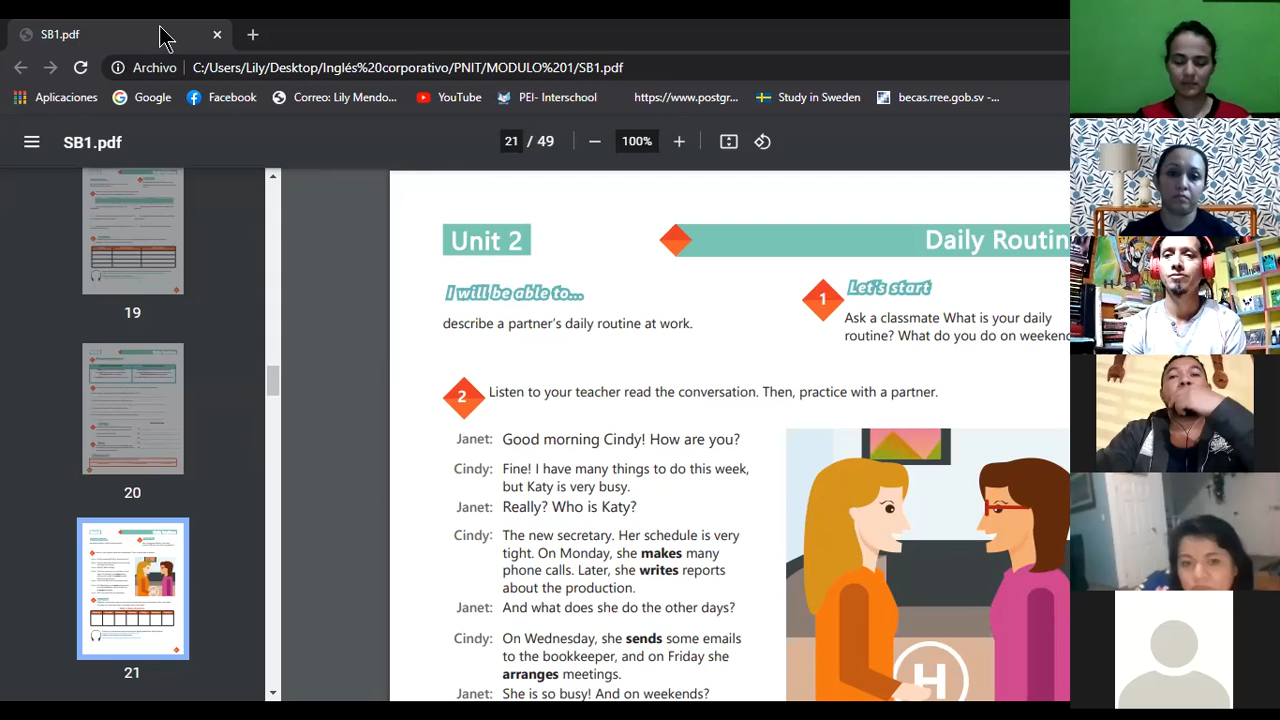 SB1.pdf
Archivo
C:/Users/Lily/Desktop/Inglés%20corporativo/PNIT/MODULO%201/SB1.pdf
Aplicaciones
Google
Facebook
Correo: Lily Mendo...
YouTube
PEI- Interschool
https://www.postgr...
Study in Sweden
becas.rree.gob.sv -...
SB1.pdf
21 / 49
100%
19
20
21
Unit 2
Daily Routin
I will be able to...
describe a partner's daily routine at work.
1
Let's start
Ask a classmate What is your daily
routine? What do you do on weekend
2
Listen to your teacher read the conversation. Then, practice with a partner.
Janet: Good morning Cindy! How are you?
Cindy: Fine! I have many things to do this week,
but Katy is very busy.
Janet: Really? Who is Katy?
Cindy: The new secretary. Her schedule is very
tight. On Monday, she makes many
phone calls. Later, she writes reports
about the production.
Janet: And what does she do the other days?
Cindy: On Wednesday, she sends some emails
to the bookkeeper, and on Friday she
arranges meetings.
Janet: She is so busy! And on weekends?
H